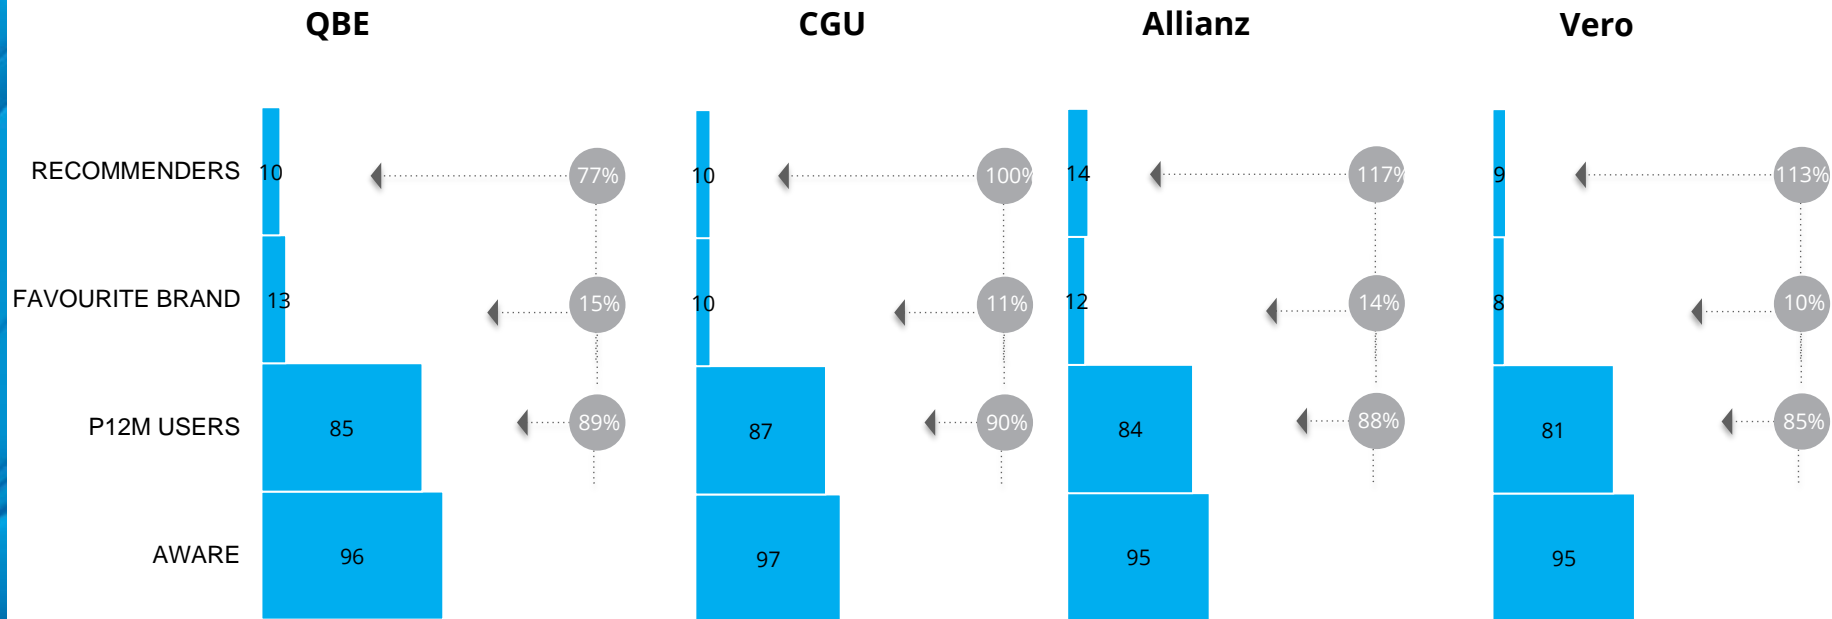 QBE CGU Allianz Vero
RECOMMENDERS 10 77% 10 100% 14 117% 9 113%
FAVOURITE BRAND 13 15% 10 11% 12 14% 8 10%
P12M USERS 85 89% 87 90% 84 88% 81 85%
AWARE 96 97 95 95